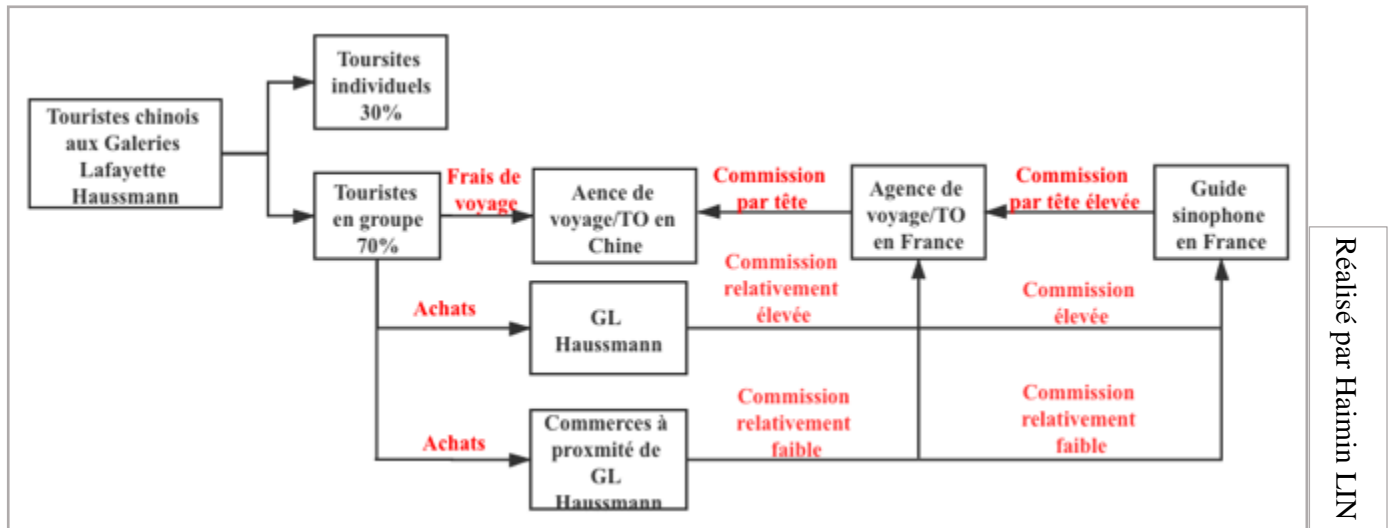 Toursites
individuels
30%
Touristes chinois
aux Galeries
Lafayette
Haussmann
Touristes
en groupe
70%
Frais de
voyage
Aence de
voyage/TO en
Chine
Commission
par tête
Agence de
voyage/TO
en France
Commission
par tête élevée
Guide
sinophone
en France
Achats
GL
Haussmann
Commission
relativement
élevée
Commission
élevée
Achats
Commerces à
proxmité de
GL
Haussmann
Commission
relativement
faible
Commission
relativement
faible
Réalisé par Haimin LIN